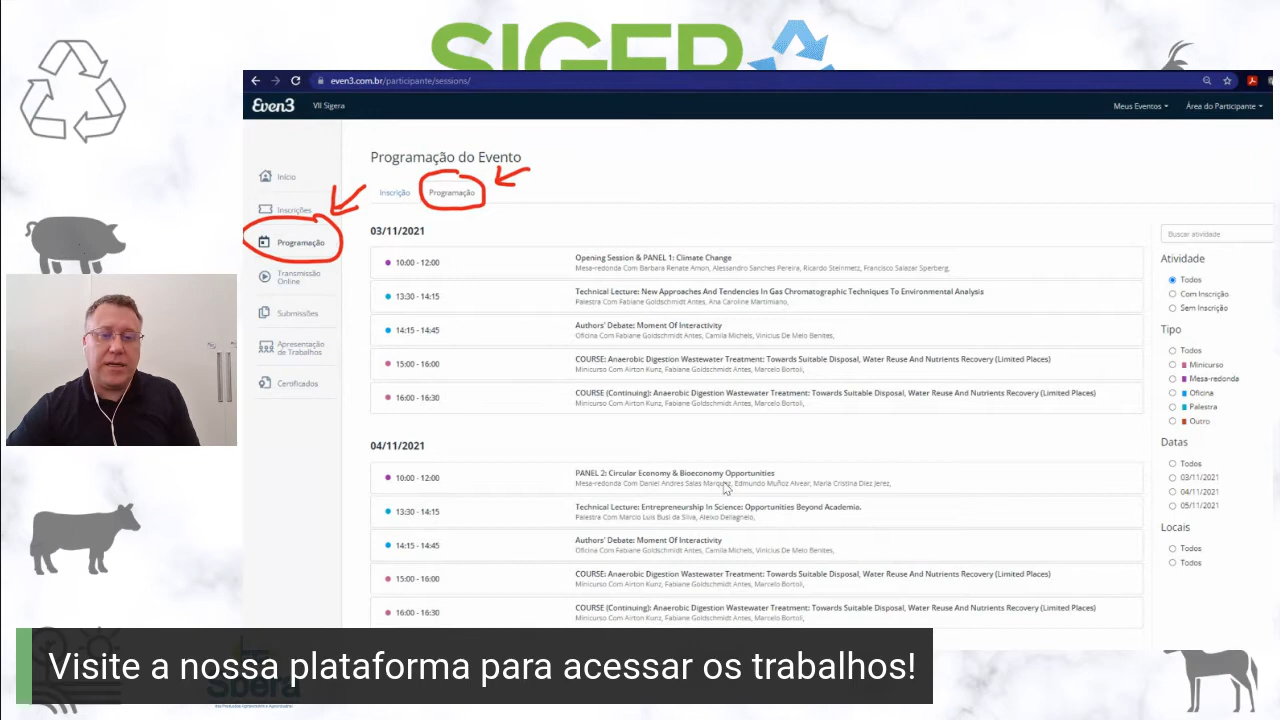 SIGERA
even3.com.br/participante/sessions/
Even3
VII Sigera
Meus Eventos
Área do Participante
Início
Inscrições
Programação
Transmissão
Online
Submissões
Apresentação
de Trabalhos
Certificados
Programação do Evento
Inscrição
Programação
03/11/2021
10:00 - 12:00
Opening Session & PANEL 1: Climate Change
Mesa-redonda Com Barbara Renate Amon, Alessandro Sanches Pereira, Ricardo Steinmetz, Francisco Salazar Sperberg,
13:30 - 14:15
Technical Lecture: New Approaches And Tendencies In Gas Chromatographic Techniques To Environmental Analysis
Palestra Com Fabiane Goldschmidt Antes, Ana Caroline Martimiano,
14:15 - 14:45
Authors' Debate: Moment Of Interactivity
Oficina Com Fabiane Goldschmidt Antes, Camila Michels, Vinicius De Melo Benites,
15:00 - 16:00
COURSE: Anaerobic Digestion Wastewater Treatment: Towards Suitable Disposal, Water Reuse And Nutrients Recovery (Limited Places)
Minicurso Com Airton Kunz, Fabiane Goldschmidt Antes, Marcelo Bortoli,
16:00 - 16:30
COURSE (Continuing): Anaerobic Digestion Wastewater Treatment: Towards Suitable Disposal, Water Reuse And Nutrients Recovery (Limited Places)
Minicurso Com Airton Kunz, Fabiane Goldschmidt Antes, Marcelo Bortoli,
04/11/2021
10:00 - 12:00
PANEL 2: Circular Economy & Bioeconomy Opportunities
Mesa-redonda Com Daniel Andres Salas Marquez, Edmundo Muñoz Alvear, Maria Cristina Diez Jerez,
13:30 - 14:15
Technical Lecture: Entrepreneurship In Science: Opportunities Beyond Academia.
Palestra Com Marcio Luis Busi da Silva, Aleixo Dellagnelo,
14:15 - 14:45
Authors' Debate: Moment Of Interactivity
Oficina Com Fabiane Goldschmidt Antes, Camila Michels, Vinicius De Melo Benites,
15:00 - 16:00
COURSE: Anaerobic Digestion Wastewater Treatment: Towards Suitable Disposal, Water Reuse And Nutrients Recovery (Limited Places)
Minicurso Com Airton Kunz, Fabiane Goldschmidt Antes, Marcelo Bortoli,
16:00 - 16:30
COURSE (Continuing): Anaerobic Digestion Wastewater Treatment: Towards Suitable Disposal, Water Reuse And Nutrients Recovery (Limited Places)
Minicurso Com Airton Kunz, Fabiane Goldschmidt Antes, Marcelo Bortoli,
Buscar atividade
Atividade
Todos
Com Inscrição
Sem Inscrição
Tipo
Todos
Minicurso
Mesa-redonda
Oficina
Palestra
Outro
Datas
Todos
03/11/2021
04/11/2021
05/11/2021
Locais
Todos
Todos
Visite a nossa plataforma para acessar os trabalhos!